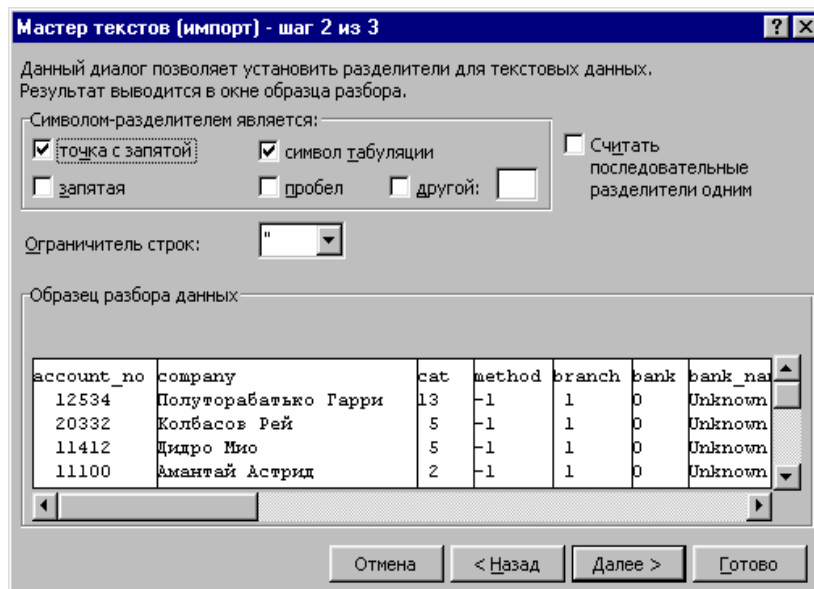 Мастер текстов (импорт) - шаг 2 из 3
Данный диалог позволяет установить разделители для текстовых данных.
Результат выводится в окне образца разбора.
Символом-разделителем является:
точка с запятой
символ табуляции
запятая
пробел
другой:
Считать
последовательные
разделители одним
Ограничитель строк:
"
Образец разбора данных
account_no company cat method branch bank bank_nam
12534 Полуторабатько Гарри 13 -1 1 0 Unknown
20332 Колбасов Рей 5 -1 1 0 Unknown
11412 Дидро Мио 5 -1 1 0 Unknown
11100 Амантай Астрид 2 -1 1 0 Unknown
Отмена
< Назад
Далее >
Готово